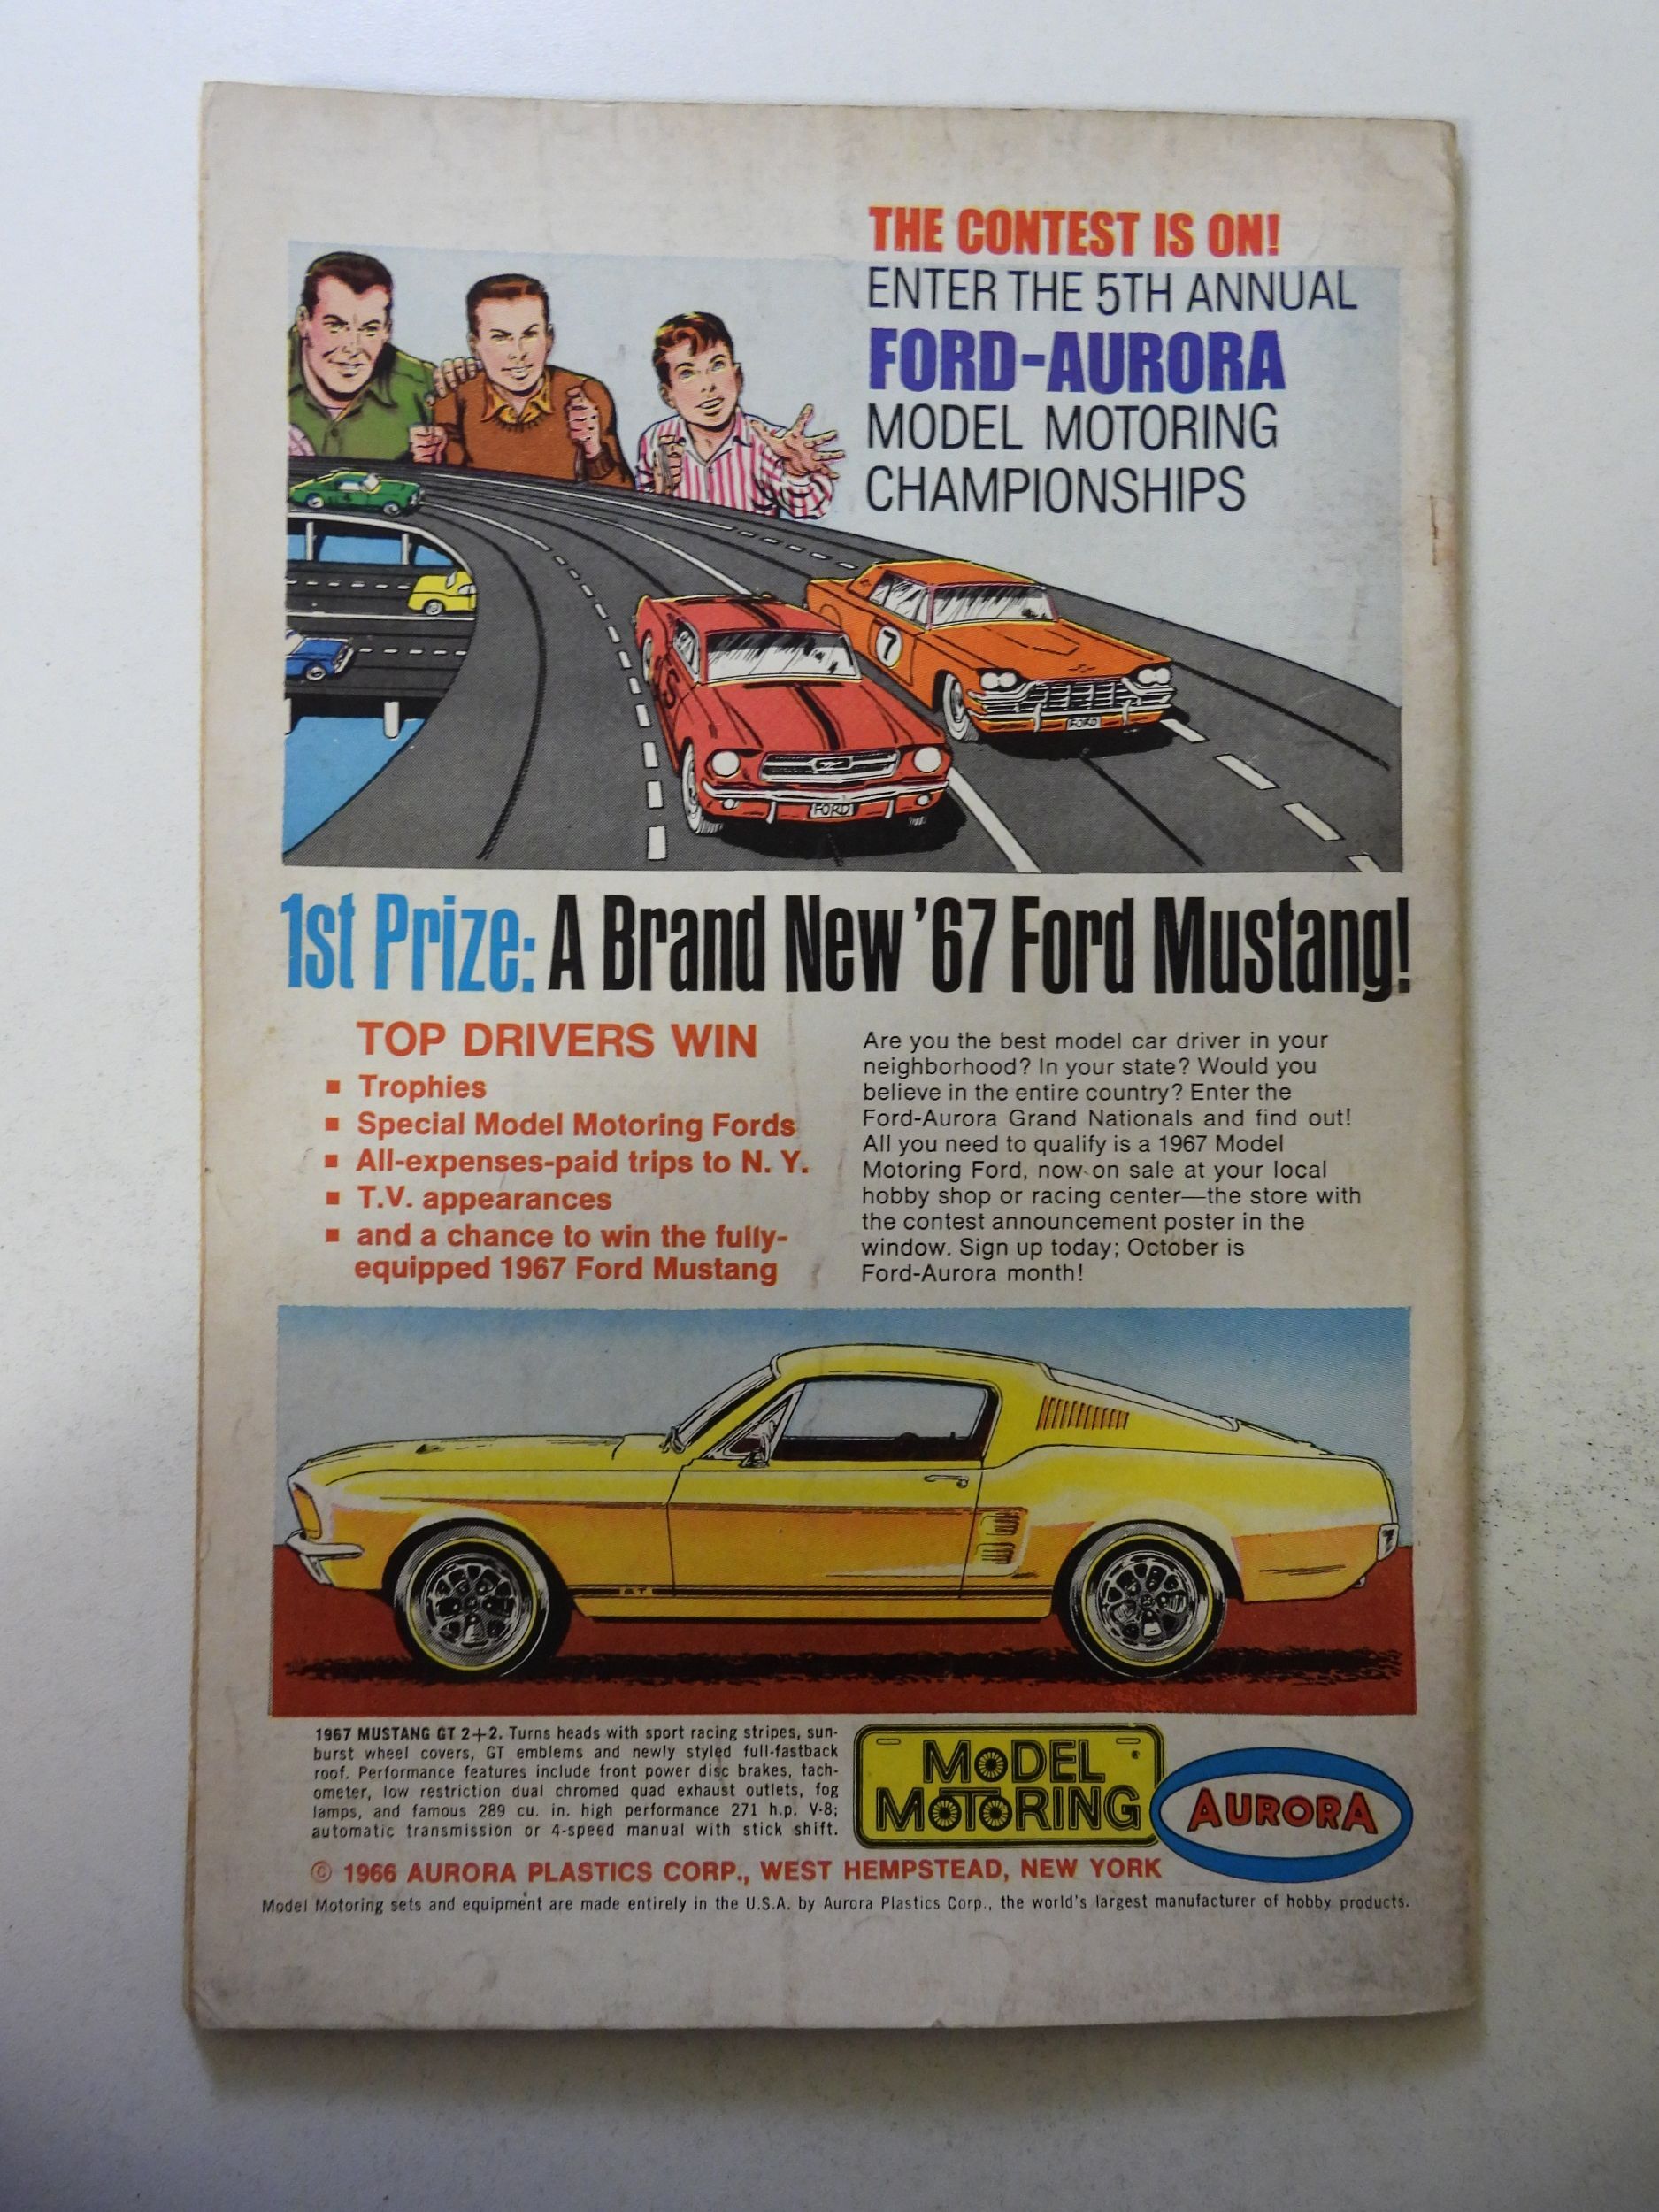 THE CONTEST IS ON!
ENTER THE 5TH ANNUAL
FORD-AURORA
MODEL MOTORING
CHAMPIONSHIPS
4
7
5
FORD
FORD
1st Prize: A Brand New '67 Ford Mustang!
TOP DRIVERS WIN
▪ Trophies
▪ Special Model Motoring Fords
▪ All-expenses-paid trips to N. Y.
▪ T.V. appearances
▪ and a chance to win the fully-
equipped 1967 Ford Mustang
Are you the best model car driver in your
neighborhood? In your state? Would you
believe in the entire country? Enter the
Ford-Aurora Grand Nationals and find out!
All you need to qualify is a 1967 Model
Motoring Ford, now on sale at your local
hobby shop or racing center—the store with
the contest announcement poster in the
window. Sign up today; October is
Ford-Aurora month!
GT
1967 MUSTANG GT 2+2. Turns heads with sport racing stripes, sun-
burst wheel covers, GT emblems and newly styled full-fastback
roof. Performance features include front power disc brakes, tach-
ometer, low restriction dual chromed quad exhaust outlets, fog
lamps, and famous 289 cu. in. high performance 271 h.p. V-8;
automatic transmission or 4-speed manual with stick shift.
MODEL
MOTORING
®
AURORA
© 1966 AURORA PLASTICS CORP., WEST HEMPSTEAD, NEW YORK
Model Motoring sets and equipment are made entirely in the U.S.A. by Aurora Plastics Corp., the world's largest manufacturer of hobby products.